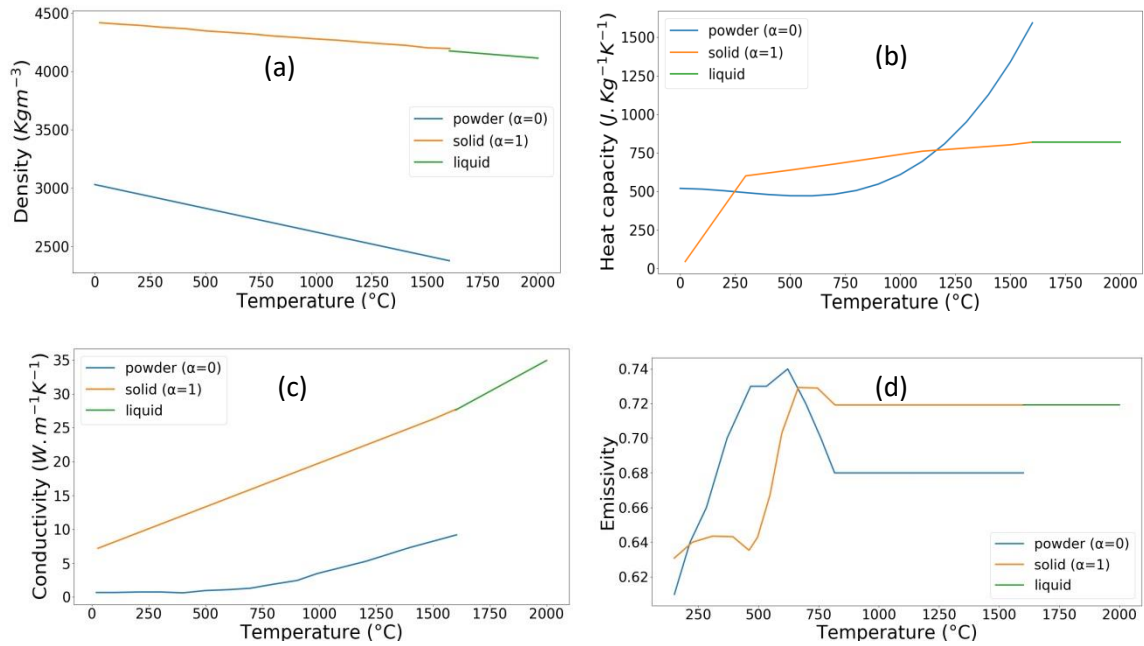 (a)
4500
4000
3500
3000
2500
Density (Kgm⁻³)
powder (α=0)
solid (α=1)
liquid
0 250 500 750 1000 1250 1500 1750 2000
Temperature (°C)
(b)
1500
1250
1000
750
500
250
0
Heat capacity (J.Kg⁻¹K⁻¹)
powder (α=0)
solid (α=1)
liquid
0 250 500 750 1000 1250 1500 1750 2000
Temperature (°C)
(c)
35
30
25
20
15
10
5
0
Conductivity (W.m⁻¹K⁻¹)
powder (α=0)
solid (α=1)
liquid
0 250 500 750 1000 1250 1500 1750 2000
Temperature (°C)
(d)
0.74
0.72
0.70
0.68
0.66
0.64
0.62
Emissivity
powder (α=0)
solid (α=1)
liquid
250 500 750 1000 1250 1500 1750 2000
Temperature (°C)